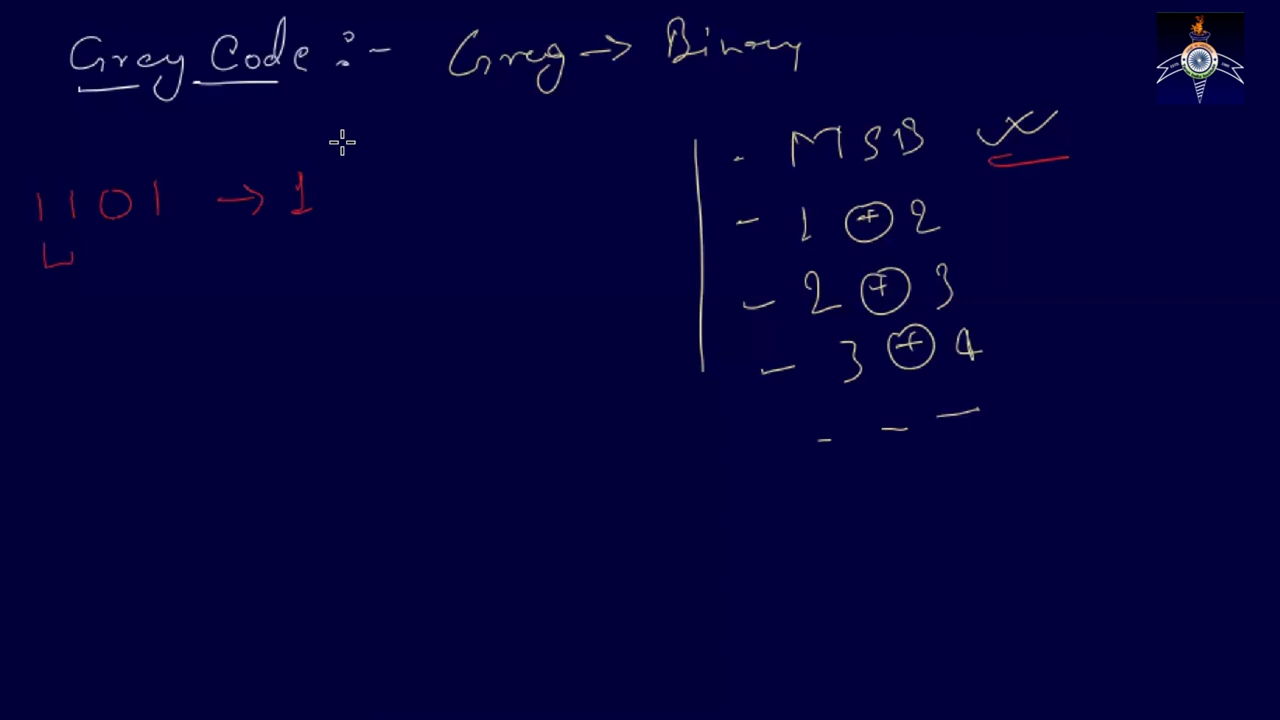 Grey Code :- Grey → Binary
1101 → 1
- MSB
- 1 ⊕ 2
- 2 ⊕ 3
- 3 ⊕ 4
- - -